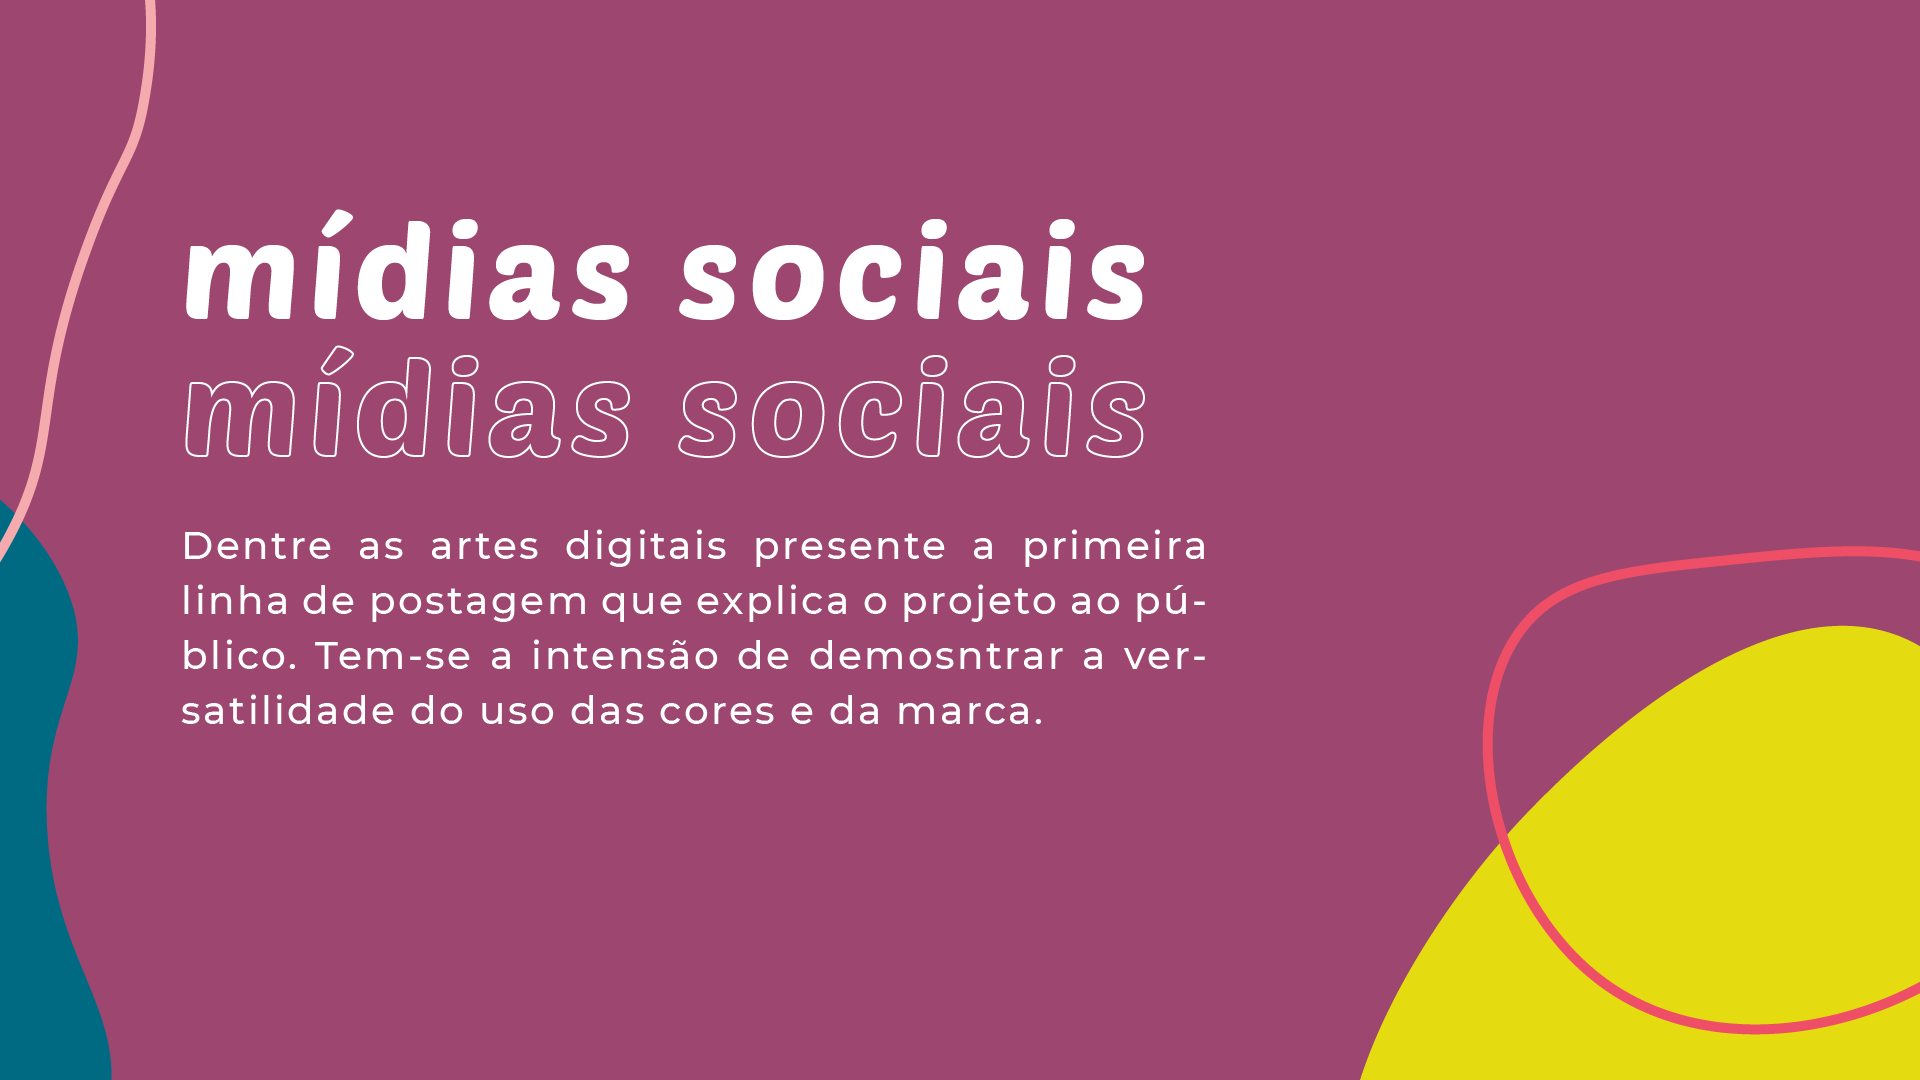 mídias sociais
mídias sociais
Dentre as artes digitais presente a primeira
linha de postagem que explica o projeto ao pú-
blico. Tem-se a intensão de demosntrar a ver-
satilidade do uso das cores e da marca.